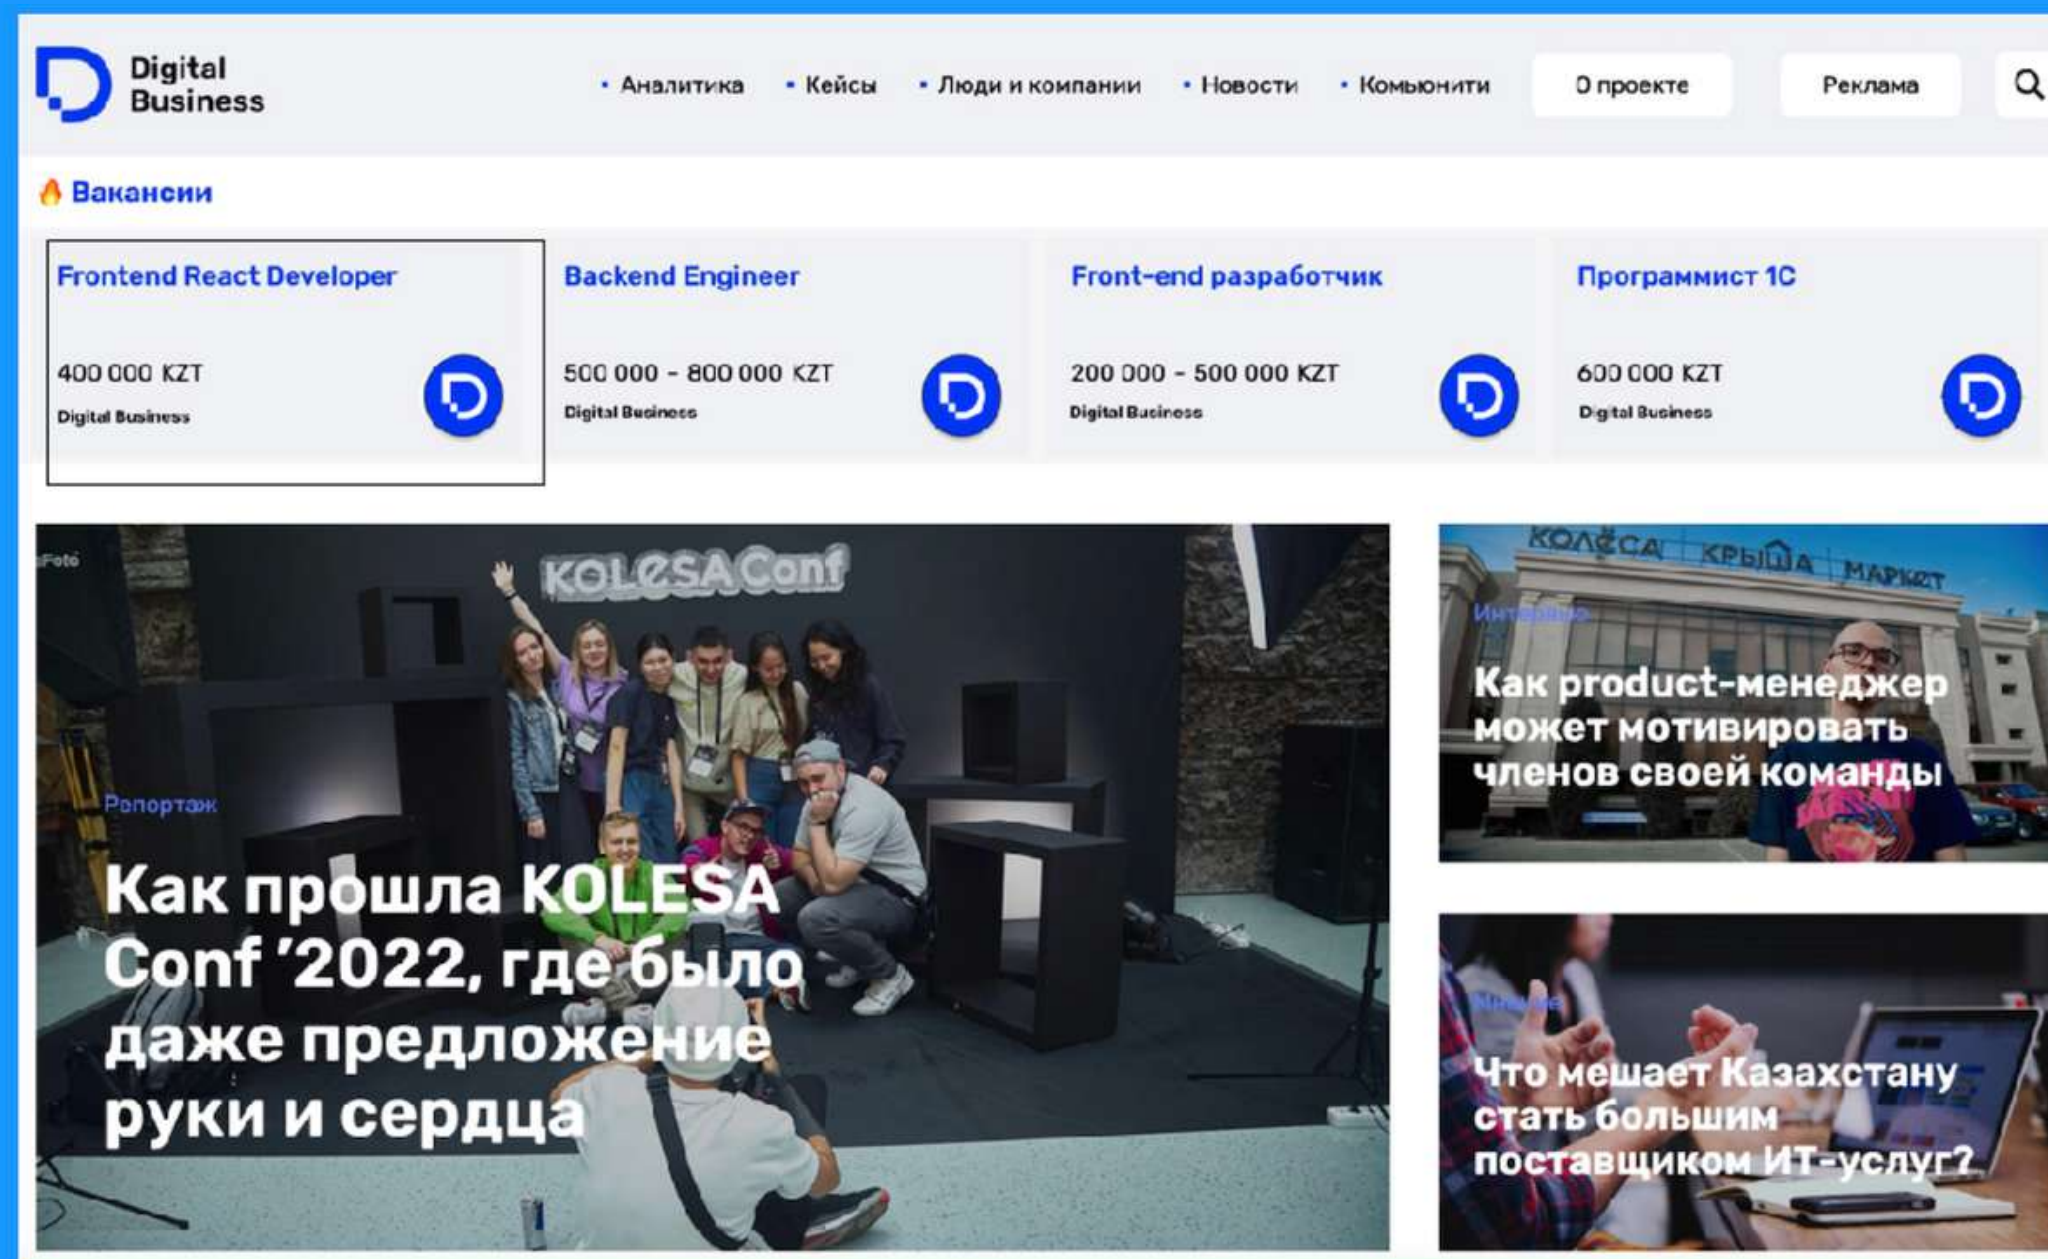 Digital
Business
Аналитика
Кейсы
Люди и компании
Новости
Комьюнити
О проекте
Реклама
Вакансии
Frontend React Developer
400 000 KZT
Digital Business
Backend Engineer
500 000 - 800 000 KZT
Digital Business
Front-end разработчик
200 000 - 500 000 KZT
Digital Business
Программист 1С
600 000 KZT
Digital Business
Foto
KOLESA Conf
Репортаж
Как прошла KOLESA
Conf '2022, где было
даже предложение
руки и сердца
КОЛЁСА КРЫША МАРКЕТ
Интервью
Как product-менеджер
может мотивировать
членов своей команды
Мнение
Что мешает Казахстану
стать большим
поставщиком ИТ-услуг?